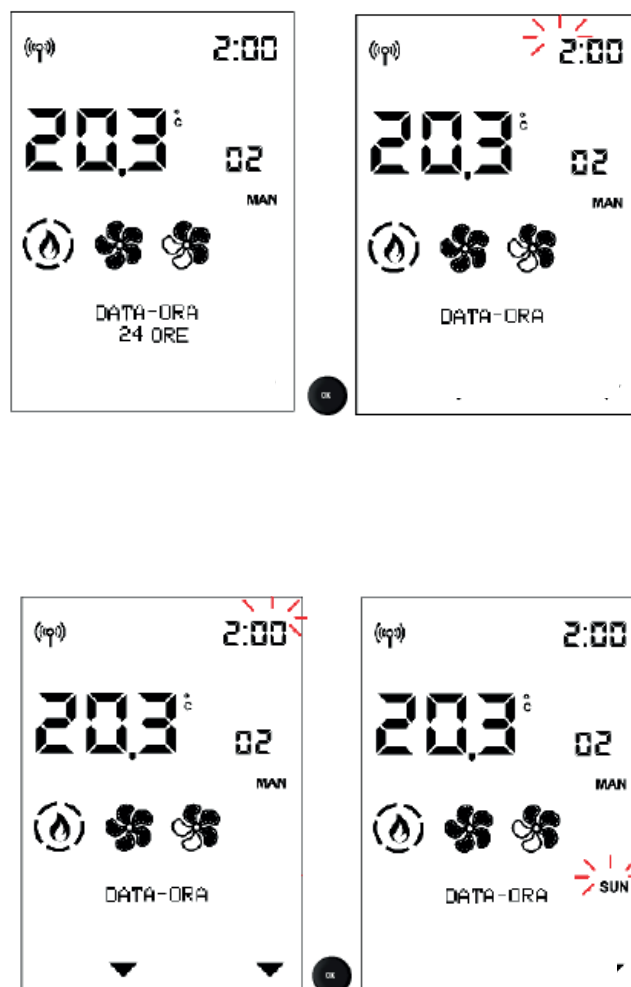 2:00
20.3 °C
02
MAN
DATA-ORA
24 ORE
OK
2:00
20.3 °C
02
MAN
DATA-ORA
2:00
20.3 °C
02
MAN
DATA-ORA
OK
2:00
20.3 °C
02
MAN
SUN
DATA-ORA